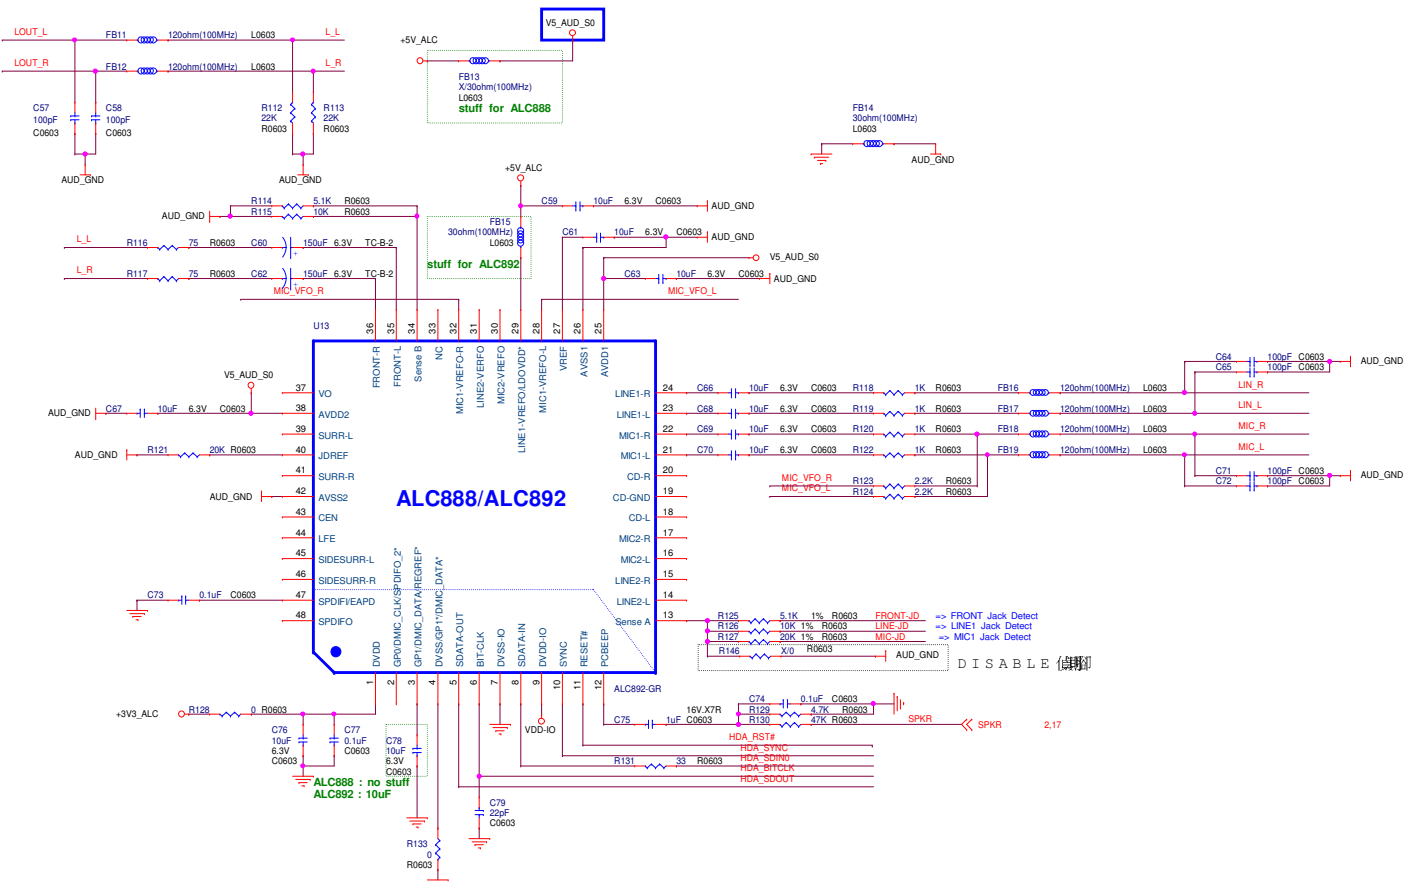 LOUT_L
FB11 120ohm(100MHz) L0603
L_L
LOUT_R
FB12 120ohm(100MHz) L0603
L_R
C57
100pF
C0603
C58
100pF
C0603
R112
22K
R0603
R113
22K
R0603
AUD_GND
AUD_GND
V5_AUD_S0
+5V_ALC
FB13
X/30ohm(100MHz)
L0603
stuff for ALC888
FB14
30ohm(100MHz)
L0603
AUD_GND
+5V_ALC
R114 5.1K R0603
AUD_GND
R115 10K R0603
C59 10uF 6.3V C0603
AUD_GND
FB15
30ohm(100MHz)
L0603
stuff for ALC892
C61 10uF 6.3V C0603
AUD_GND
L_L
R116 75 R0603
C60 150uF 6.3V TC-B-2
V5_AUD_S0
L_R
R117 75 R0603
C62 150uF 6.3V TC-B-2
C63 10uF 6.3V C0603
AUD_GND
MIC_VFO_R
MIC_VFO_L
U13
36 35 34 33 32 31 30 29 28 27 26 25
FRONT-R
FRONT-L
Sense B
NC
MIC1-VREFO-R
LINE2-VERFO
MIC2-VREFO
LINE1-VREFO/LDOVDD*
MIC1-VREFO-L
VREF
AVSS1
AVDD1
V5_AUD_S0
37 VO
AUD_GND
C67 10uF 6.3V C0603
38 AVDD2
39 SURR-L
AUD_GND
R121 20K R0603
40 JDREF
41 SURR-R
AUD_GND
42 AVSS2
43 CEN
44 LFE
45 SIDESURR-L
46 SIDESURR-R
C73 0.1uF C0603
47 SPDIFI/EAPD
48 SPDIFO
ALC888/ALC892
C64 100pF C0603
C65 100pF C0603
AUD_GND
LINE1-R 24 C66 10uF 6.3V C0603 R118 1K R0603 FB16 120ohm(100MHz) L0603 LIN_R
LINE1-L 23 C68 10uF 6.3V C0603 R119 1K R0603 FB17 120ohm(100MHz) L0603 LIN_L
MIC1-R 22 C69 10uF 6.3V C0603 R120 1K R0603 FB18 120ohm(100MHz) L0603 MIC_R
MIC1-L 21 C70 10uF 6.3V C0603 R122 1K R0603 FB19 120ohm(100MHz) L0603 MIC_L
CD-R 20
C71 100pF C0603
C72 100pF C0603
AUD_GND
MIC_VFO_R R123 2.2K R0603
MIC_VFO_L R124 2.2K R0603
CD-GND 19
CD-L 18
MIC2-R 17
MIC2-L 16
LINE2-R 15
LINE2-L 14
Sense A 13
R125 5.1K 1% R0603 FRONT-JD => FRONT Jack Detect
R126 10K 1% R0603 LINE-JD => LINE1 Jack Detect
R127 20K 1% R0603 MIC-JD => MIC1 Jack Detect
R146 X/0 R0603 AUD_GND
DISABLE
DVDD
GP0/DMIC_CLK/SPDIFO_2*
GP1/DMIC_DATA/REGREF*
DVSS/GP1*/DMIC_DATA*
SDATA-OUT
BIT-CLK
DVSS-IO
SDATA-IN
DVDD-IO
SYNC
RESET#
PCBEEP
1 2 3 4 5 6 7 8 9 10 11 12
ALC892-GR
+3V3_ALC
R128 0 R0603
C76
10uF
6.3V
C0603
C77
0.1uF
C0603
C78
10uF
6.3V
C0603
ALC888 : no stuff
ALC892 : 10uF
VDD-IO
C74 0.1uF C0603
16V.X7R
R129 4.7K R0603
C75 1uF C0603
R130 47K R0603
SPKR
SPKR 2,17
HDA_RST#
HDA_SYNC
R131 33 R0603
HDA_SDIN0
HDA_BITCLK
HDA_SDOUT
C79
22pF
C0603
R133
0
R0603